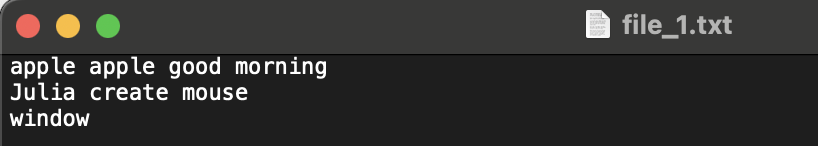 file_1.txt
apple apple good morning
Julia create mouse
window